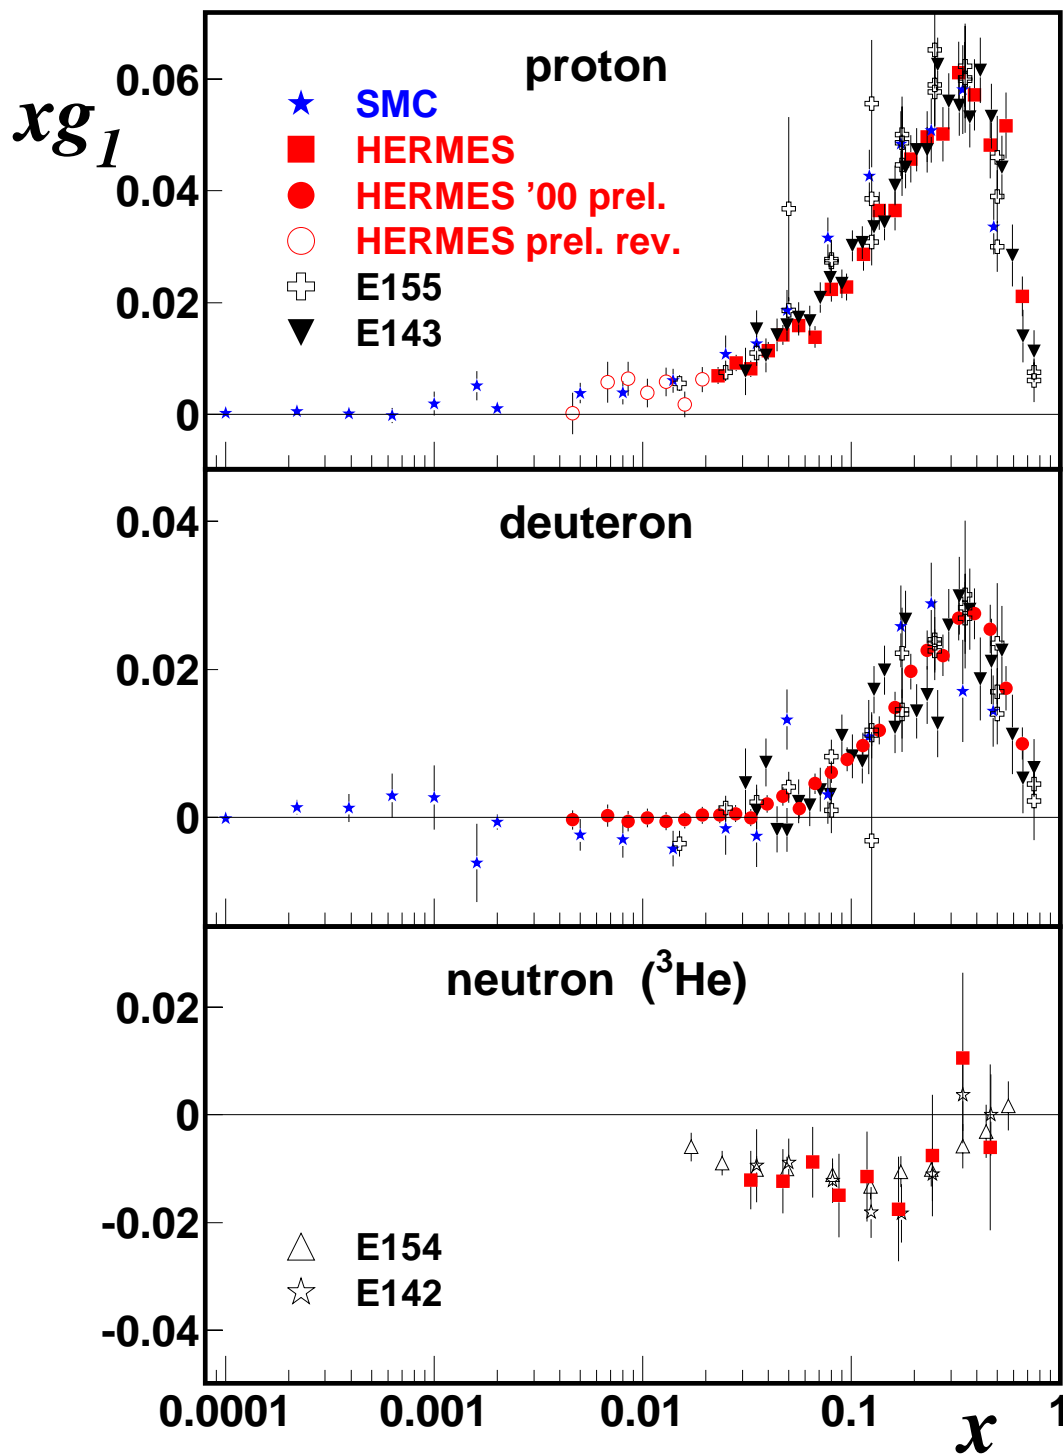 proton
0.06
xg1
SMC
HERMES
0.04
HERMES '00 prel.
HERMES prel. rev.
E155
0.02
E143
0
deuteron
0.04
0.02
0
neutron (³He)
0.02
0
-0.02
E154
E142
-0.04
0.0001 0.001 0.01 0.1 1
x